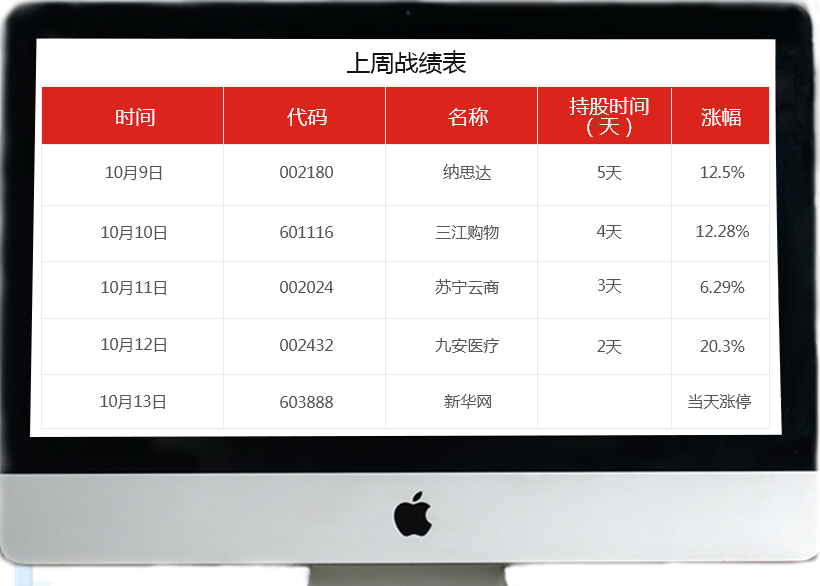 上周战绩表
时间 代码 名称 持股时间（天） 涨幅
10月9日 002180 纳思达 5天 12.5%
10月10日 601116 三江购物 4天 12.28%
10月11日 002024 苏宁云商 3天 6.29%
10月12日 002432 九安医疗 2天 20.3%
10月13日 603888 新华网 当天涨停